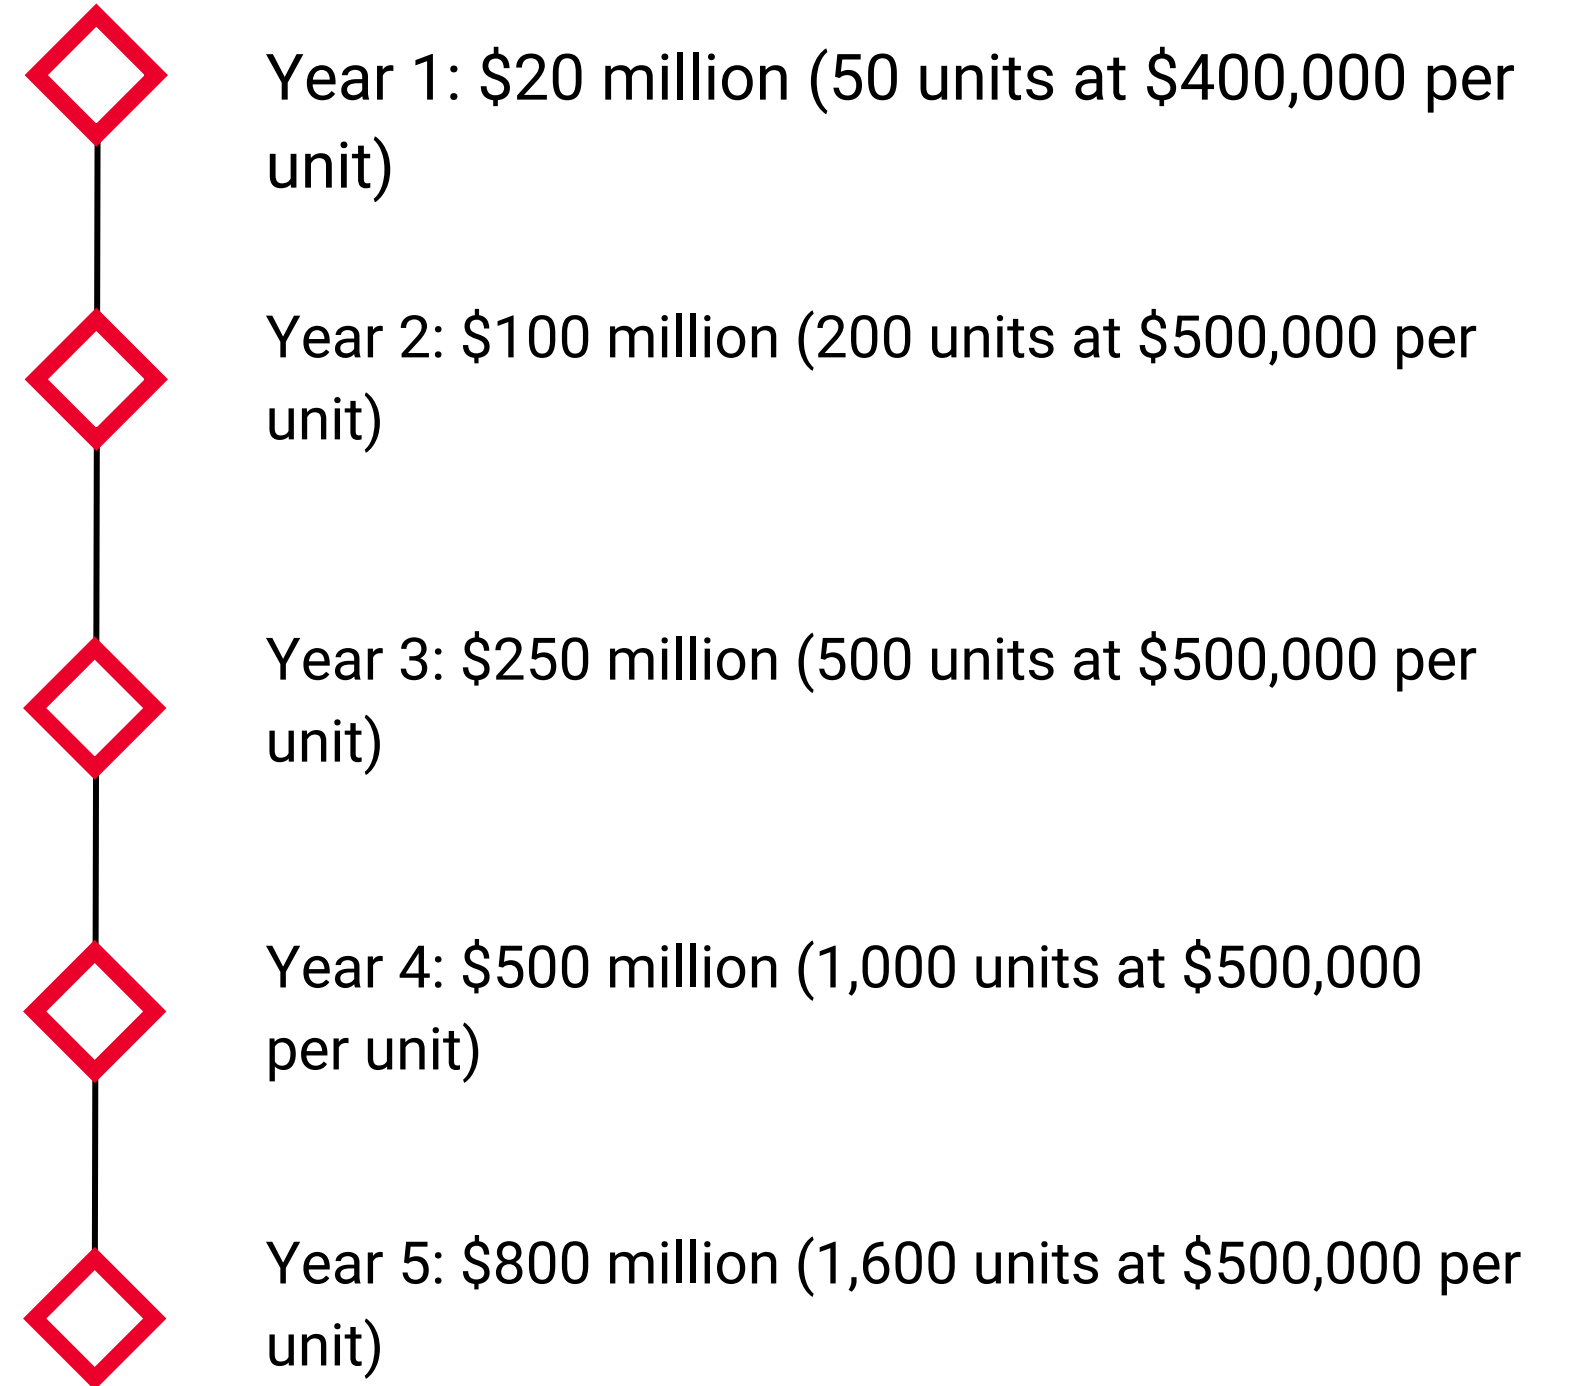 Year 1: $20 million (50 units at $400,000 per
unit)
Year 2: $100 million (200 units at $500,000 per
unit)
Year 3: $250 million (500 units at $500,000 per
unit)
Year 4: $500 million (1,000 units at $500,000
per unit)
Year 5: $800 million (1,600 units at $500,000 per
unit)